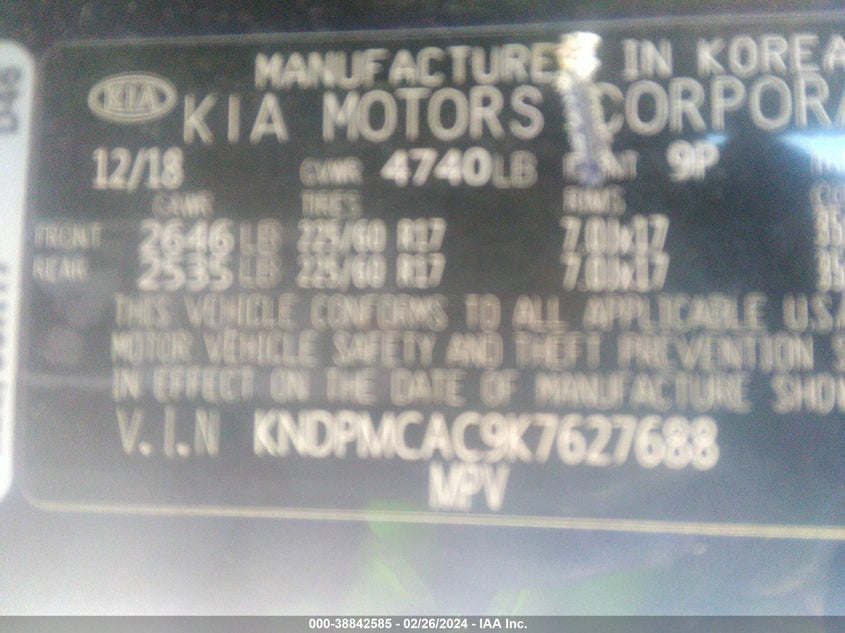 MANUFACTURE IN KOREA
KIA
KIA MOTORS CORPORA
12/18 GVWR 4740LB 9P
GAWR TIRES RIMS
FRONT 2646 LB 225/60 R17 7.0Jx17
REAR 2535 LB 225/60 R17 7.0Jx17
THIS VEHICLE CONFORMS TO ALL APPLICABLE U.S.A
MOTOR VEHICLE SAFETY AND THEFT PREVENTION S
IN EFFECT ON THE DATE OF MANUFACTURE SHOW
V.I.N KNDPMCAC9K7627688
MPV
000-38842585 - 02/26/2024 - IAA Inc.